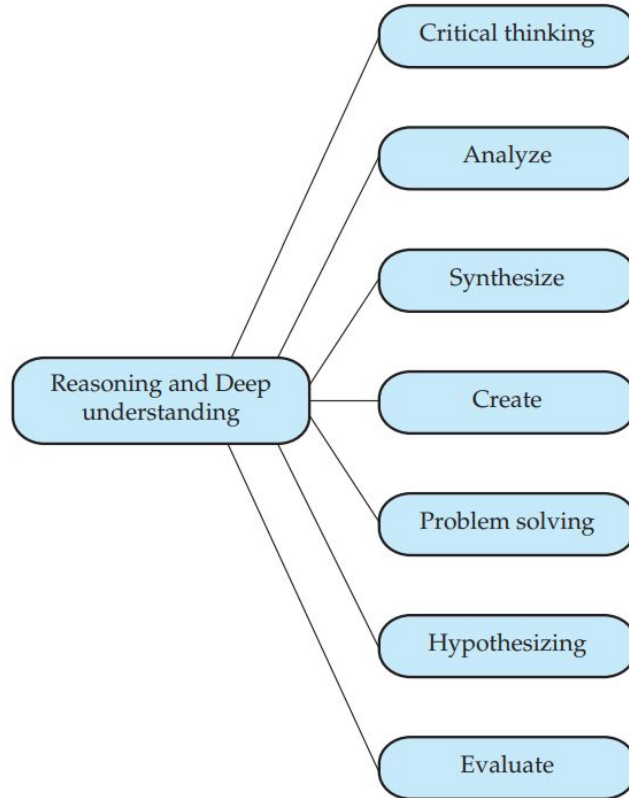 Critical thinking
Analyze
Synthesize
Reasoning and Deep
understanding
Create
Problem solving
Hypothesizing
Evaluate